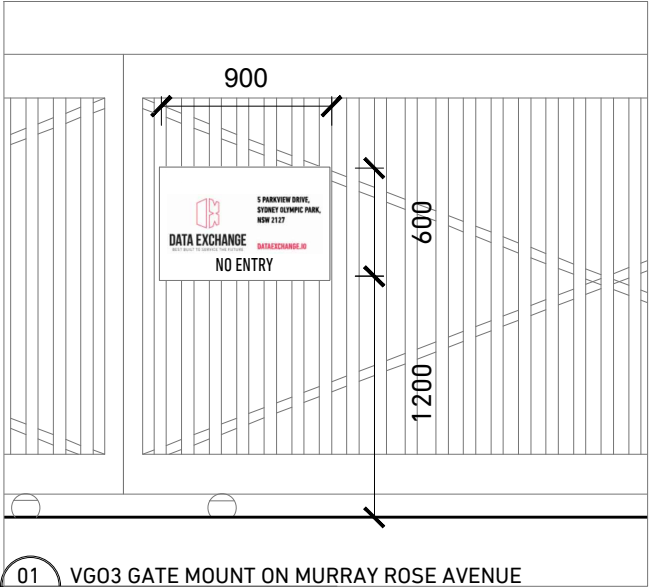 900
5 PARKVIEW DRIVE,
SYDNEY OLYMPIC PARK,
NSW 2127
DATA EXCHANGE
DATAEXCHANGE.IO
NO ENTRY
600
1200
01 VGO3 GATE MOUNT ON MURRAY ROSE AVENUE